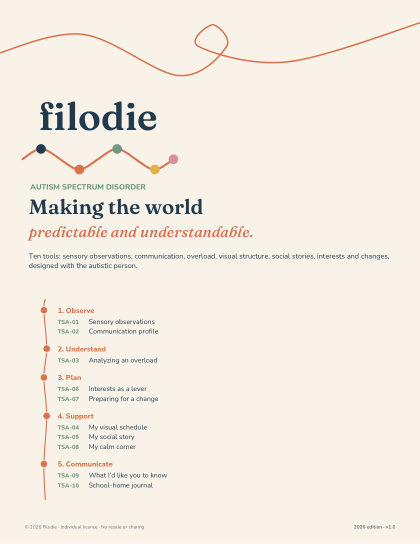 filodie
AUTISM SPECTRUM DISORDER
Making the world
predictable and understandable.
Ten tools: sensory observations, communication, overload, visual structure, social stories, interests and changes,
designed with the autistic person.
1. Observe
TSA-01 Sensory observations
TSA-02 Communication profile
2. Understand
TSA-03 Analyzing an overload
3. Plan
TSA-06 Interests as a lever
TSA-07 Preparing for a change
4. Support
TSA-04 My visual schedule
TSA-05 My social story
TSA-08 My calm corner
5. Communicate
TSA-09 What I'd like you to know
TSA-10 School-home journal
© 2026 Filodie · Individual licence · No resale or sharing
2026 edition · v1.0